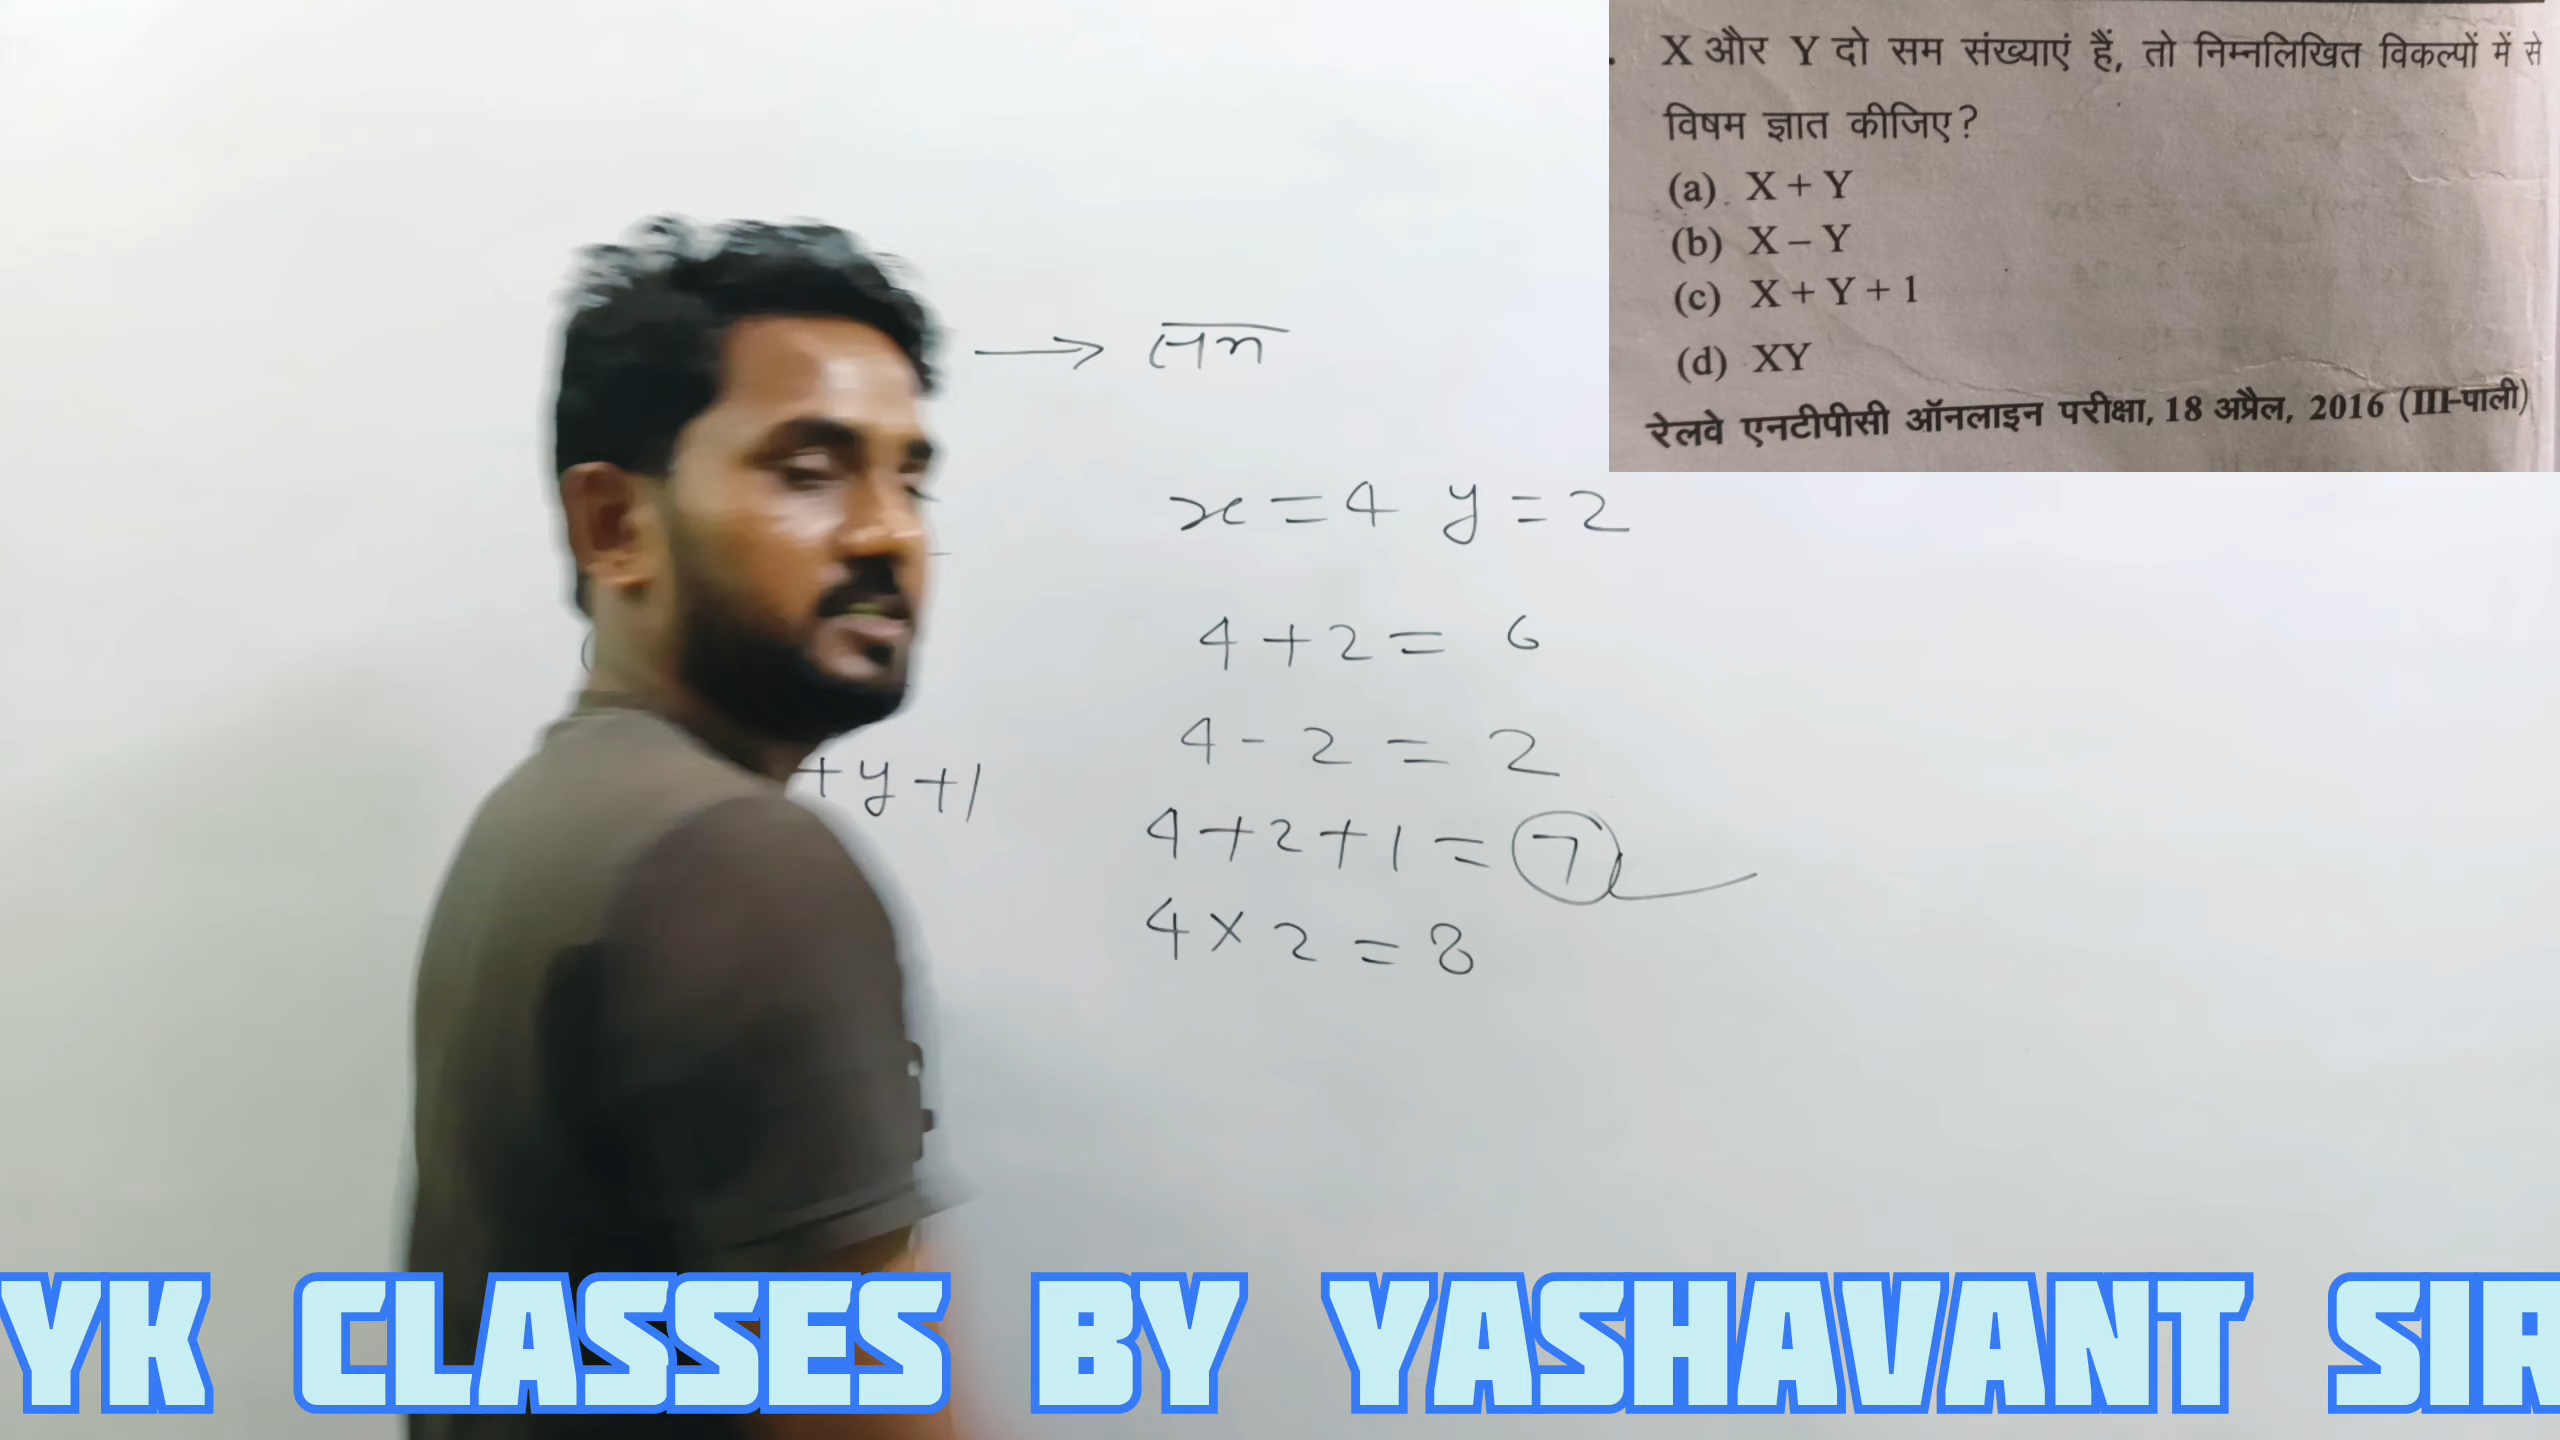 X और Y दो सम संख्याएं हैं, तो निम्नलिखित विकल्पों में से
विषम ज्ञात कीजिए?
(a) X + Y
(b) X – Y
(c) X + Y + 1
(d) XY
रेलवे एनटीपीसी ऑनलाइन परीक्षा, 18 अप्रैल, 2016 (III-पाली)
→ सम
x = 4 y = 2
4 + 2 = 6
4 - 2 = 2
+ y + 1
4 + 2 + 1 = 7
4 × 2 = 8
YK CLASSES BY YASHAVANT SIR